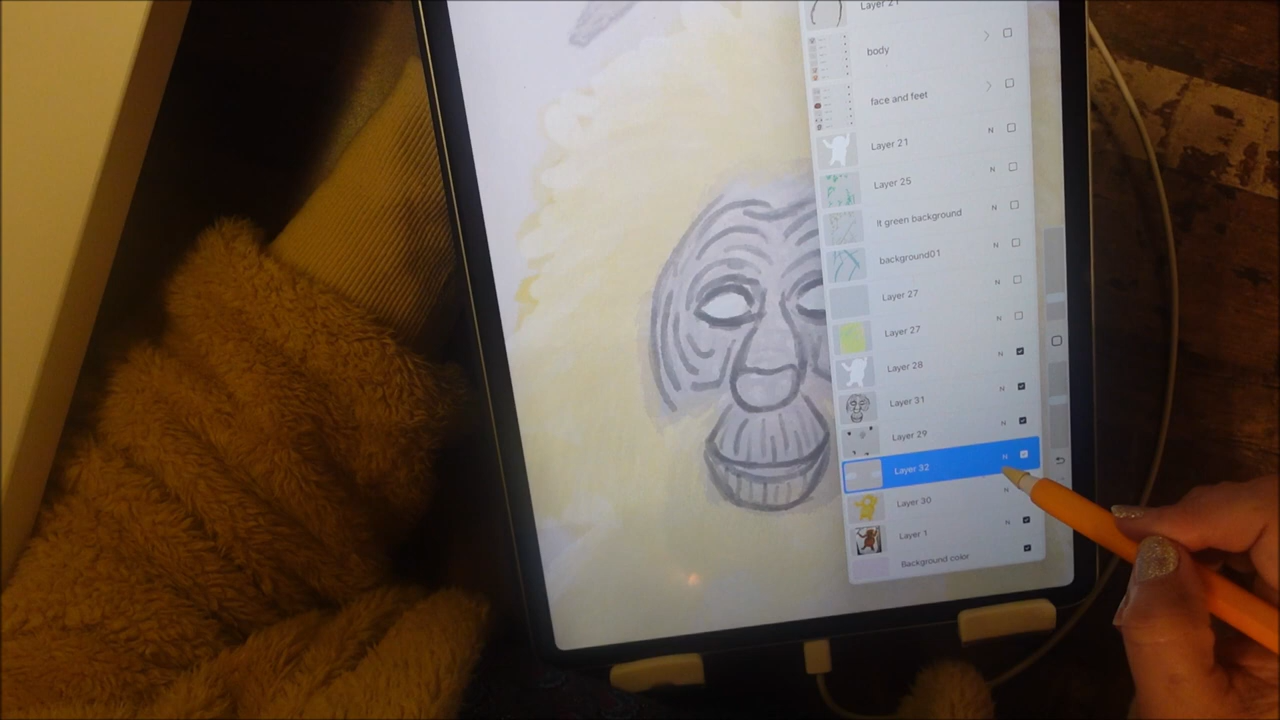 Layer 21
body
face and feet
Layer 21
N
Layer 25
N
lt green background
N
background01
N
Layer 27
N
Layer 27
N
Layer 28
N
Layer 31
N
Layer 29
N
Layer 32
N
Layer 30
N
Layer 1
Background color